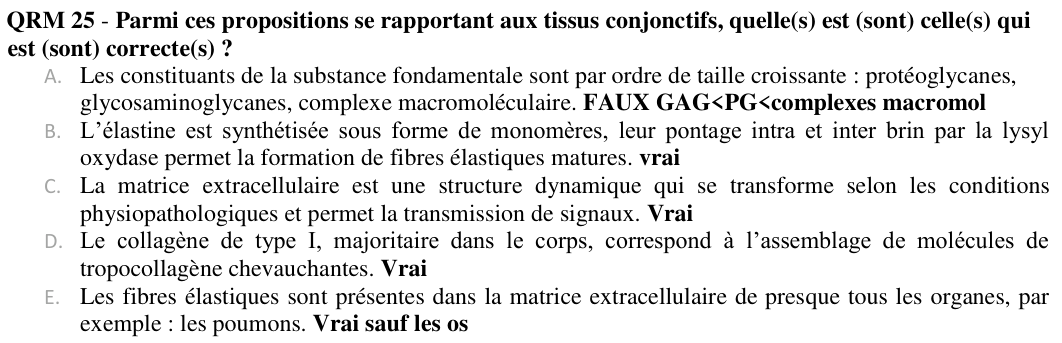 QRM 25 - Parmi ces propositions se rapportant aux tissus conjonctifs, quelle(s) est (sont) celle(s) qui
est (sont) correcte(s) ?
A. Les constituants de la substance fondamentale sont par ordre de taille croissante : protéoglycanes,
glycosaminoglycanes, complexe macromoléculaire. FAUX GAG<PG<complexes macromol
B. L’élastine est synthétisée sous forme de monomères, leur pontage intra et inter brin par la lysyl
oxydase permet la formation de fibres élastiques matures. vrai
C. La matrice extracellulaire est une structure dynamique qui se transforme selon les conditions
physiopathologiques et permet la transmission de signaux. Vrai
D. Le collagène de type I, majoritaire dans le corps, correspond à l’assemblage de molécules de
tropocollagène chevauchantes. Vrai
E. Les fibres élastiques sont présentes dans la matrice extracellulaire de presque tous les organes, par
exemple : les poumons. Vrai sauf les os